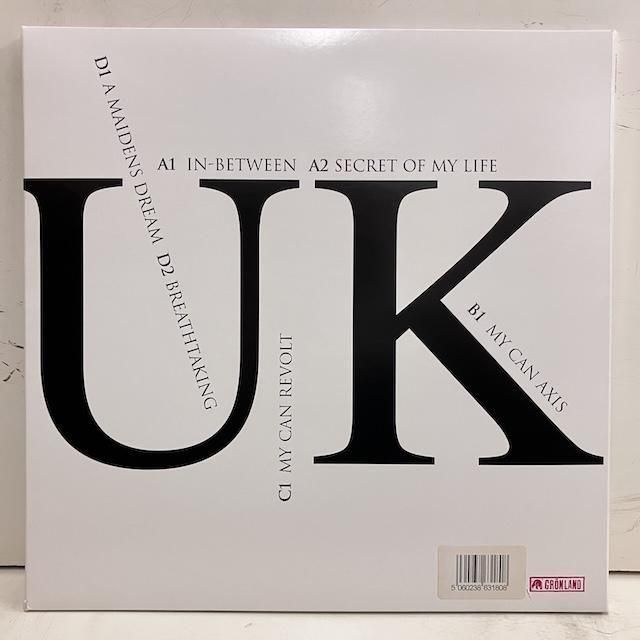 A1 IN-BETWEEN A2 SECRET OF MY LIFE
UK
B1 MY CAN AXIS
C1 MY CAN REVOLT
D1 A MAIDENS DREAM D2 BREATHTAKING
5 060238 631808
GRÖNLAND